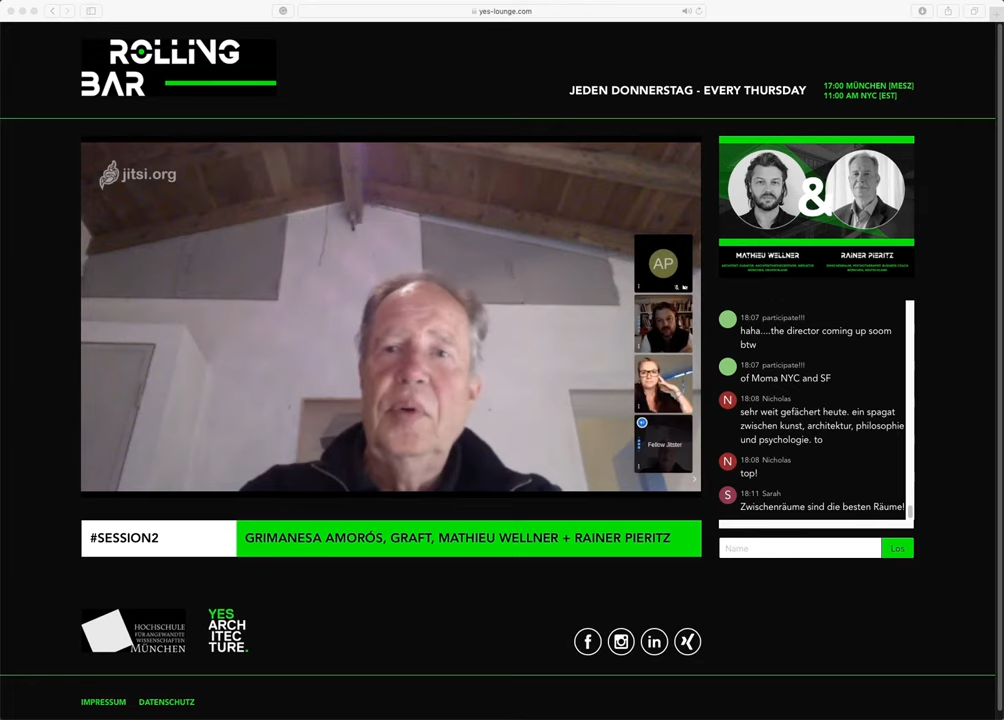 yes-lounge.com
ROLLING
BAR
JEDEN DONNERSTAG - EVERY THURSDAY
17:00 MÜNCHEN [MESZ]
11:00 AM NYC [EST]
jitsi.org
AP
Fellow Jitster
&
MATHIEU WELLNER
RAINER PIERITZ
18:07 participate!!!
haha....the director coming up soom
btw
18:07 participate!!!
of Moma NYC and SF
N
18:08 Nicholas
sehr weit gefächert heute. ein spagat
zwischen kunst, architektur, philosophie
und psychologie. to
N
18:08 Nicholas
top!
S
18:11 Sarah
Zwischenräume sind die besten Räume!
Name
Los
#SESSION2
GRIMANESA AMORÓS, GRAFT, MATHIEU WELLNER + RAINER PIERITZ
HOCHSCHULE
FÜR ANGEWANDTE
WISSENSCHAFTEN
MÜNCHEN
YES
ARCH
ITEC
TURE.
f
in
IMPRESSUM
DATENSCHUTZ